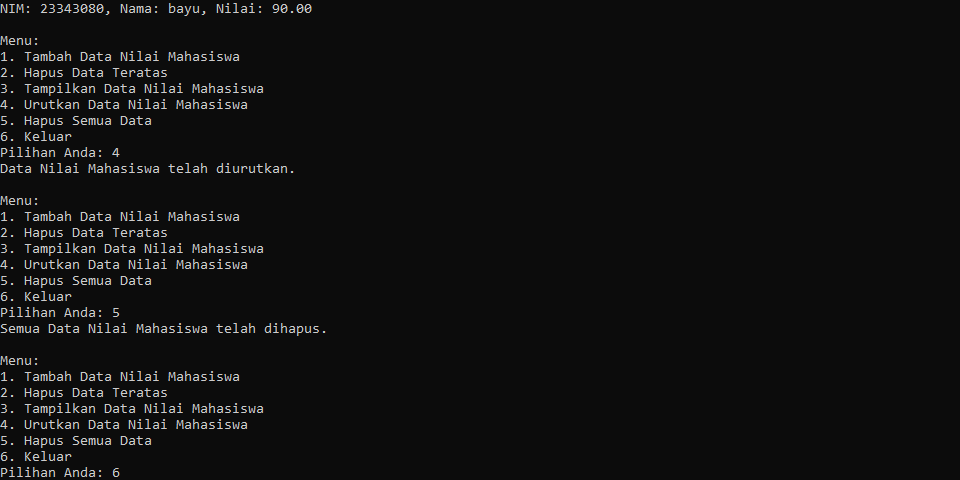 NIM: 23343080, Nama: bayu, Nilai: 90.00
Menu:
1. Tambah Data Nilai Mahasiswa
2. Hapus Data Teratas
3. Tampilkan Data Nilai Mahasiswa
4. Urutkan Data Nilai Mahasiswa
5. Hapus Semua Data
6. Keluar
Pilihan Anda: 4
Data Nilai Mahasiswa telah diurutkan.
Menu:
1. Tambah Data Nilai Mahasiswa
2. Hapus Data Teratas
3. Tampilkan Data Nilai Mahasiswa
4. Urutkan Data Nilai Mahasiswa
5. Hapus Semua Data
6. Keluar
Pilihan Anda: 5
Semua Data Nilai Mahasiswa telah dihapus.
Menu:
1. Tambah Data Nilai Mahasiswa
2. Hapus Data Teratas
3. Tampilkan Data Nilai Mahasiswa
4. Urutkan Data Nilai Mahasiswa
5. Hapus Semua Data
6. Keluar
Pilihan Anda: 6